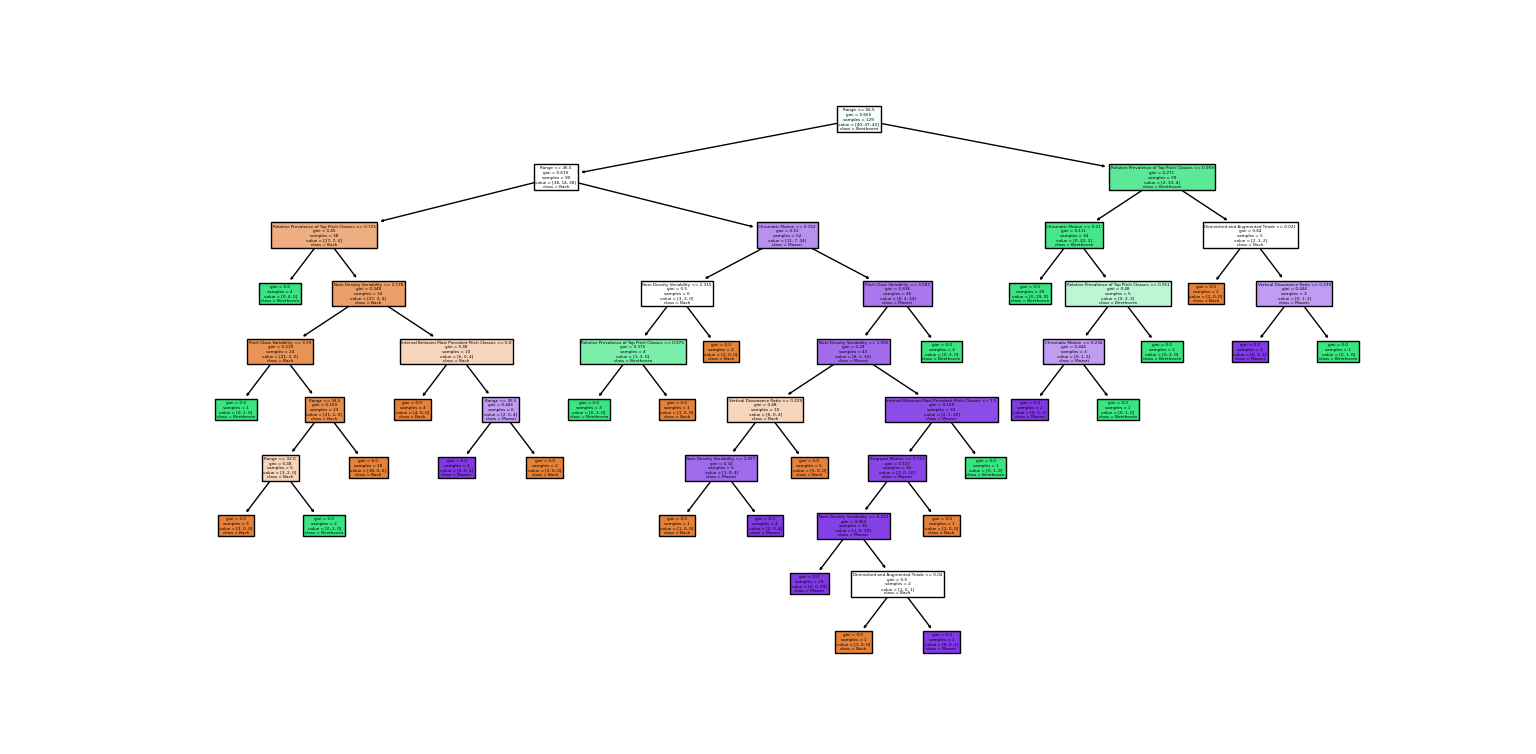 Range <= 56.5
gini = 0.665
samples = 129
value = [40, 47, 42]
class = Beethoven
Range <= 46.5
gini = 0.619
samples = 90
value = [38, 14, 38]
class = Bach
Relative Prevalence of Top Pitch Classes <=
gini = 0.271
samples = 39
value = [2, 33, 4]
class = Beethoven
Relative Prevalence of Top Pitch Classes <= 0.725
gini = 0.45
samples = 38
value = [27, 7, 4]
class = Bach
Chromatic Motion <=
gini = 0.51
samples = 52
value = [11, 7, 34]
class = Mozart
Chromatic Motion <= 0.21
gini = 0.111
samples = 34
value = [0, 32, 2]
class = Beethoven
Diminished and Augmented Triads <= 0.021
gini = 0.64
samples = 5
value = [2, 1, 2]
class = Bach
gini = 0.0
samples = 4
value = [0, 4, 0]
class = Beethoven
Note Density Variability <= 2.178
gini = 0.348
samples = 34
value = [27, 3, 4]
class = Bach
Note Density Variability <= 2.315
gini = 0.5
samples = 6
value = [3, 3, 0]
class = Bach
Pitch Class Variability <=
gini = 0.416
samples = 46
value = [8, 4, 34]
class = Mozart
gini = 0.0
samples = 29
value = [0, 29, 0]
class = Beethoven
Relative Prevalence of Top Pitch Classes <= 0.911
gini = 0.48
samples = 5
value = [0, 3, 2]
class = Beethoven
gini = 0.0
samples = 2
value = [2, 0, 0]
class = Bach
Vertical Dissonance Ratio <= 0.239
gini = 0.444
samples = 3
value = [0, 1, 2]
class = Mozart
Pitch Class Variability <= 3.19
gini = 0.219
samples = 24
value = [21, 3, 0]
class = Bach
Interval Between Most Prevalent Pitch Classes <= 6.0
gini = 0.48
samples = 10
value = [6, 0, 4]
class = Bach
Relative Prevalence of Top Pitch Classes <= 0.975
gini = 0.375
samples = 4
value = [1, 3, 0]
class = Beethoven
gini = 0.0
samples = 2
value = [2, 0, 0]
class = Bach
Note Density Variability <=
gini = 0.34
samples = 43
value = [8, 1, 34]
class = Mozart
gini = 0.0
samples = 3
value = [0, 3, 0]
class = Beethoven
Chromatic Motion <= 0.234
gini = 0.444
samples = 3
value = [0, 1, 2]
class = Mozart
gini = 0.0
samples = 2
value = [0, 2, 0]
class = Beethoven
gini = 0.0
samples = 2
value = [0, 0, 2]
class = Mozart
gini = 0.0
samples = 1
value = [0, 1, 0]
class = Beethoven
gini = 0.0
samples = 1
value = [0, 1, 0]
class = Beethoven
Range <= 34.5
gini = 0.159
samples = 23
value = [21, 2, 0]
class = Bach
gini = 0.0
samples = 4
value = [4, 0, 0]
class = Bach
Range <=
gini = 0.444
samples = 6
value = [2, 0, 4]
class = Mozart
gini = 0.0
samples = 3
value = [0, 3, 0]
class = Beethoven
gini = 0.0
samples = 1
value = [1, 0, 0]
class = Bach
Vertical Dissonance Ratio <= 0.229
gini = 0.48
samples = 10
value = [6, 0, 4]
class = Bach
Interval Between Most Prevalent Pitch Classes <=
gini = 0.169
samples = 33
value = [2, 1, 30]
class = Mozart
gini = 0.0
samples = 2
value = [0, 0, 2]
class = Mozart
gini = 0.0
samples = 1
value = [0, 1, 0]
class = Beethoven
Range <= 32.0
gini = 0.48
samples = 5
value = [3, 2, 0]
class = Bach
gini = 0.0
samples = 18
value = [18, 0, 0]
class = Bach
gini = 0.0
samples = 4
value = [0, 0, 4]
class = Mozart
gini = 0.0
samples = 2
value = [2, 0, 0]
class = Bach
Note Density Variability <= 1.477
gini = 0.32
samples = 5
value = [1, 0, 4]
class = Mozart
gini = 0.0
samples = 5
value = [5, 0, 0]
class = Bach
Stepwise Motion <=
gini = 0.117
samples = 32
value = [2, 0, 30]
class = Mozart
gini = 0.0
samples = 1
value = [0, 1, 0]
class = Beethoven
gini = 0.0
samples = 3
value = [3, 0, 0]
class = Bach
gini = 0.0
samples = 2
value = [0, 2, 0]
class = Beethoven
gini = 0.0
samples = 1
value = [1, 0, 0]
class = Bach
gini = 0.0
samples = 4
value = [0, 0, 4]
class = Mozart
Note Density Variability <=
gini = 0.062
samples = 31
value = [1, 0, 30]
class = Mozart
gini = 0.0
samples = 1
value = [1, 0, 0]
class = Bach
gini = 0.0
samples = 29
value = [0, 0, 29]
class = Mozart
Diminished and Augmented Triads <= 0.04
gini = 0.5
samples = 2
value = [1, 0, 1]
class = Bach
gini = 0.0
samples = 1
value = [1, 0, 0]
class = Bach
gini = 0.0
samples = 1
value = [0, 0, 1]
class = Mozart